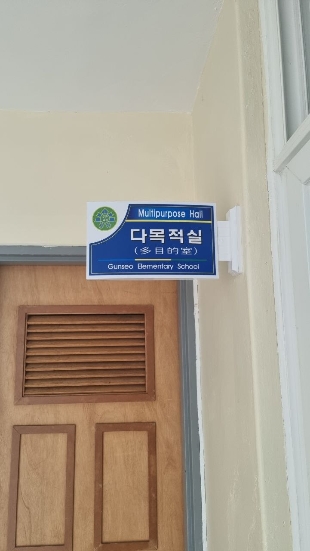 Multipurpose Hall
다목적실
(多目的室)
Gunseo Elementary School